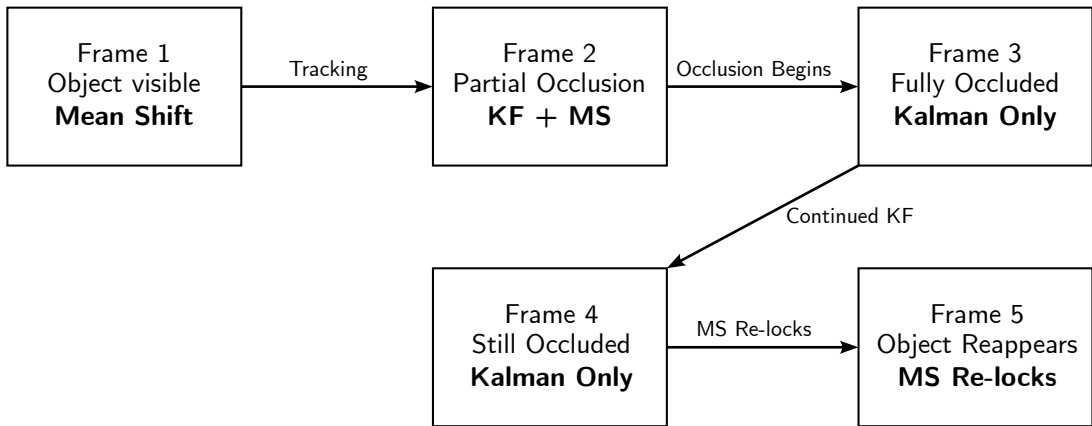 Frame 1
Object visible
Mean Shift
Tracking
Frame 2
Partial Occlusion
KF + MS
Occlusion Begins
Frame 3
Fully Occluded
Kalman Only
Continued KF
Frame 4
Still Occluded
Kalman Only
MS Re-locks
Frame 5
Object Reappears
MS Re-locks